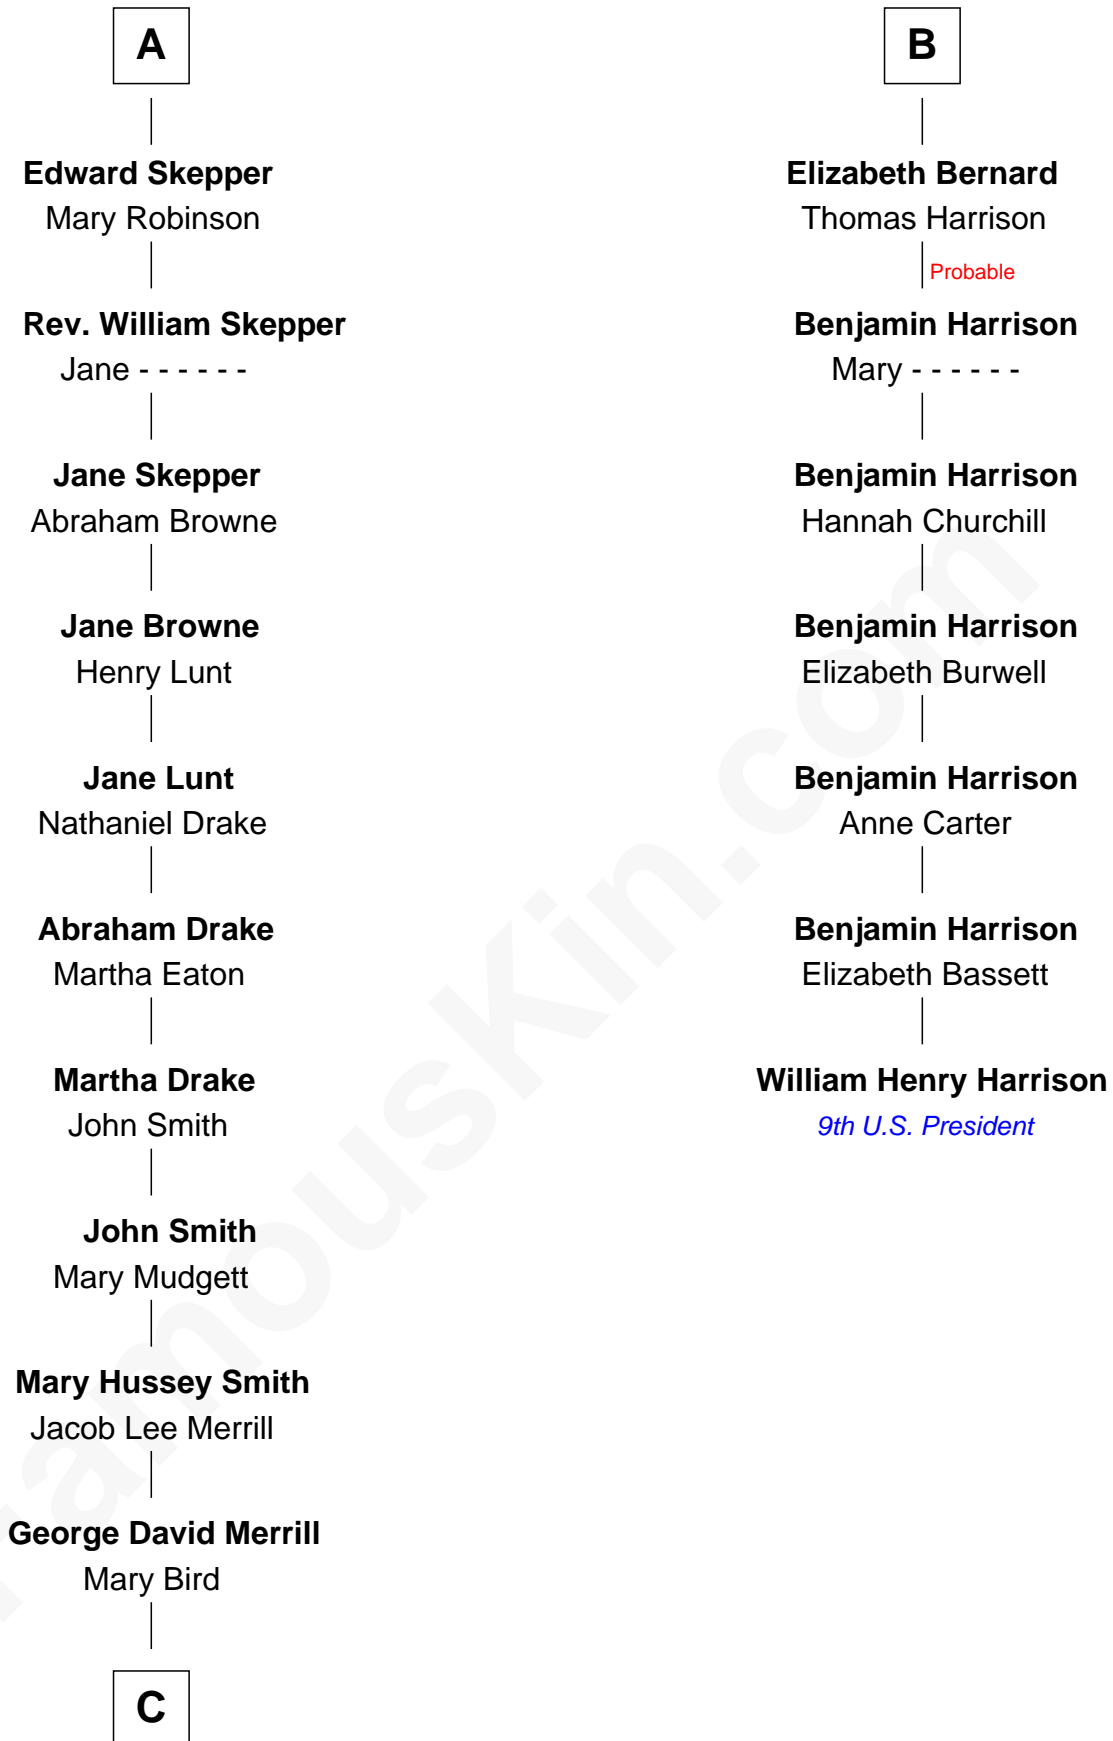 A
Edward Skepper
Mary Robinson
Rev. William Skepper
Jane - - - - - -
Jane Skepper
Abraham Browne
Jane Browne
Henry Lunt
Jane Lunt
Nathaniel Drake
Abraham Drake
Martha Eaton
Martha Drake
John Smith
John Smith
Mary Mudgett
Mary Hussey Smith
Jacob Lee Merrill
George David Merrill
Mary Bird
C
B
Elizabeth Bernard
Thomas Harrison
Probable
Benjamin Harrison
Mary - - - - - -
Benjamin Harrison
Hannah Churchill
Benjamin Harrison
Elizabeth Burwell
Benjamin Harrison
Anne Carter
Benjamin Harrison
Elizabeth Bassett
William Henry Harrison
9th U.S. President
FamousKin.com